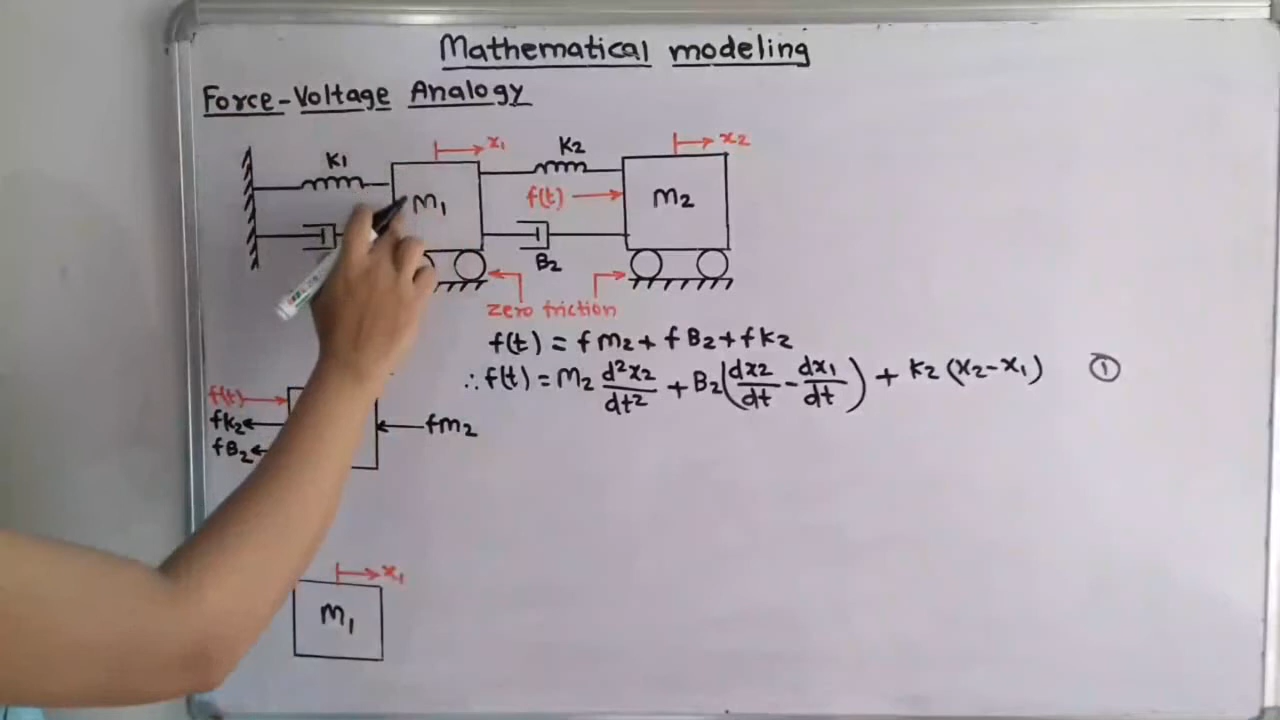 Mathematical modeling
Force-Voltage Analogy
K1
x1
K2
x2
M1
f(t)
M2
B2
zero friction
f(t) = fM2 + fB2 + fK2
∴ f(t) = M2 d²x2/dt² + B2(dx2/dt - dx1/dt) + K2 (x2-x1) ①
f(t)
fK2
fM2
fB2
x1
M1